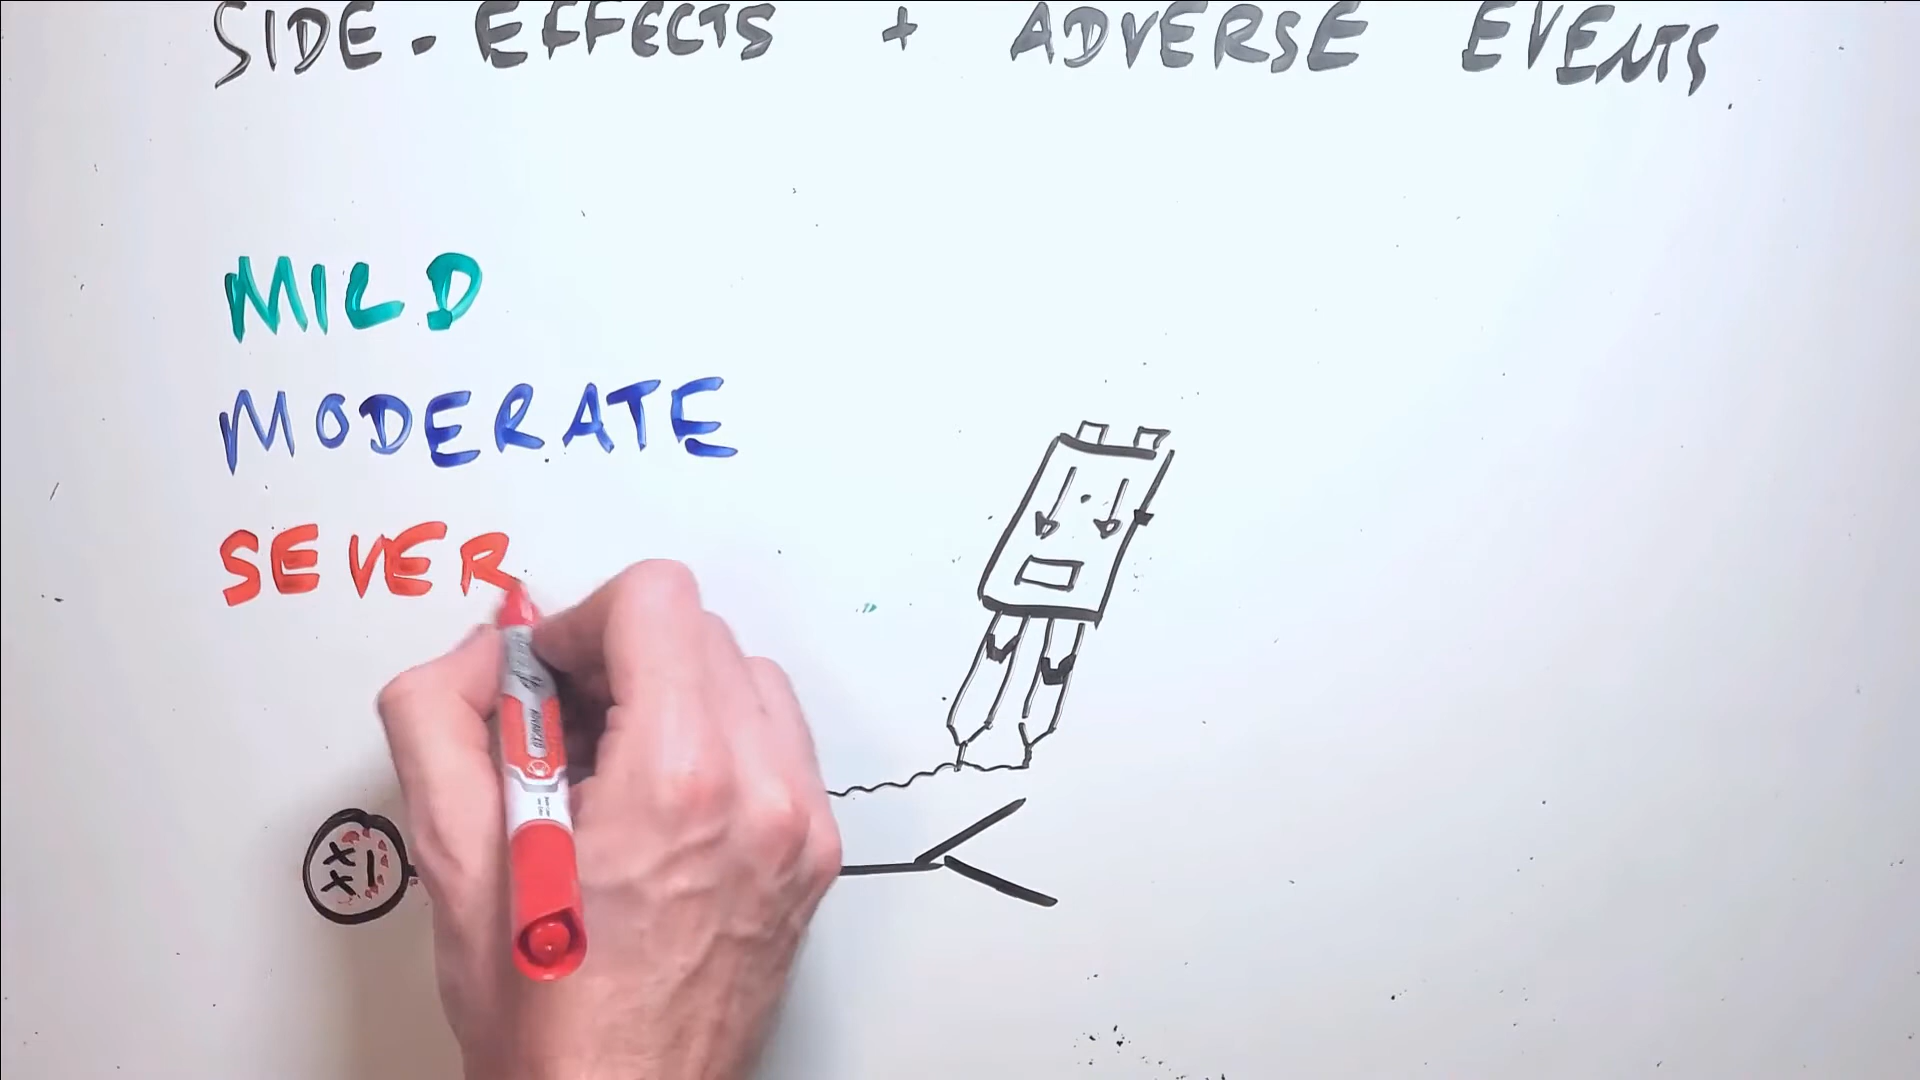 SIDE-EFFECTS + ADVERSE EVENTS
MILD
MODERATE
SEVER